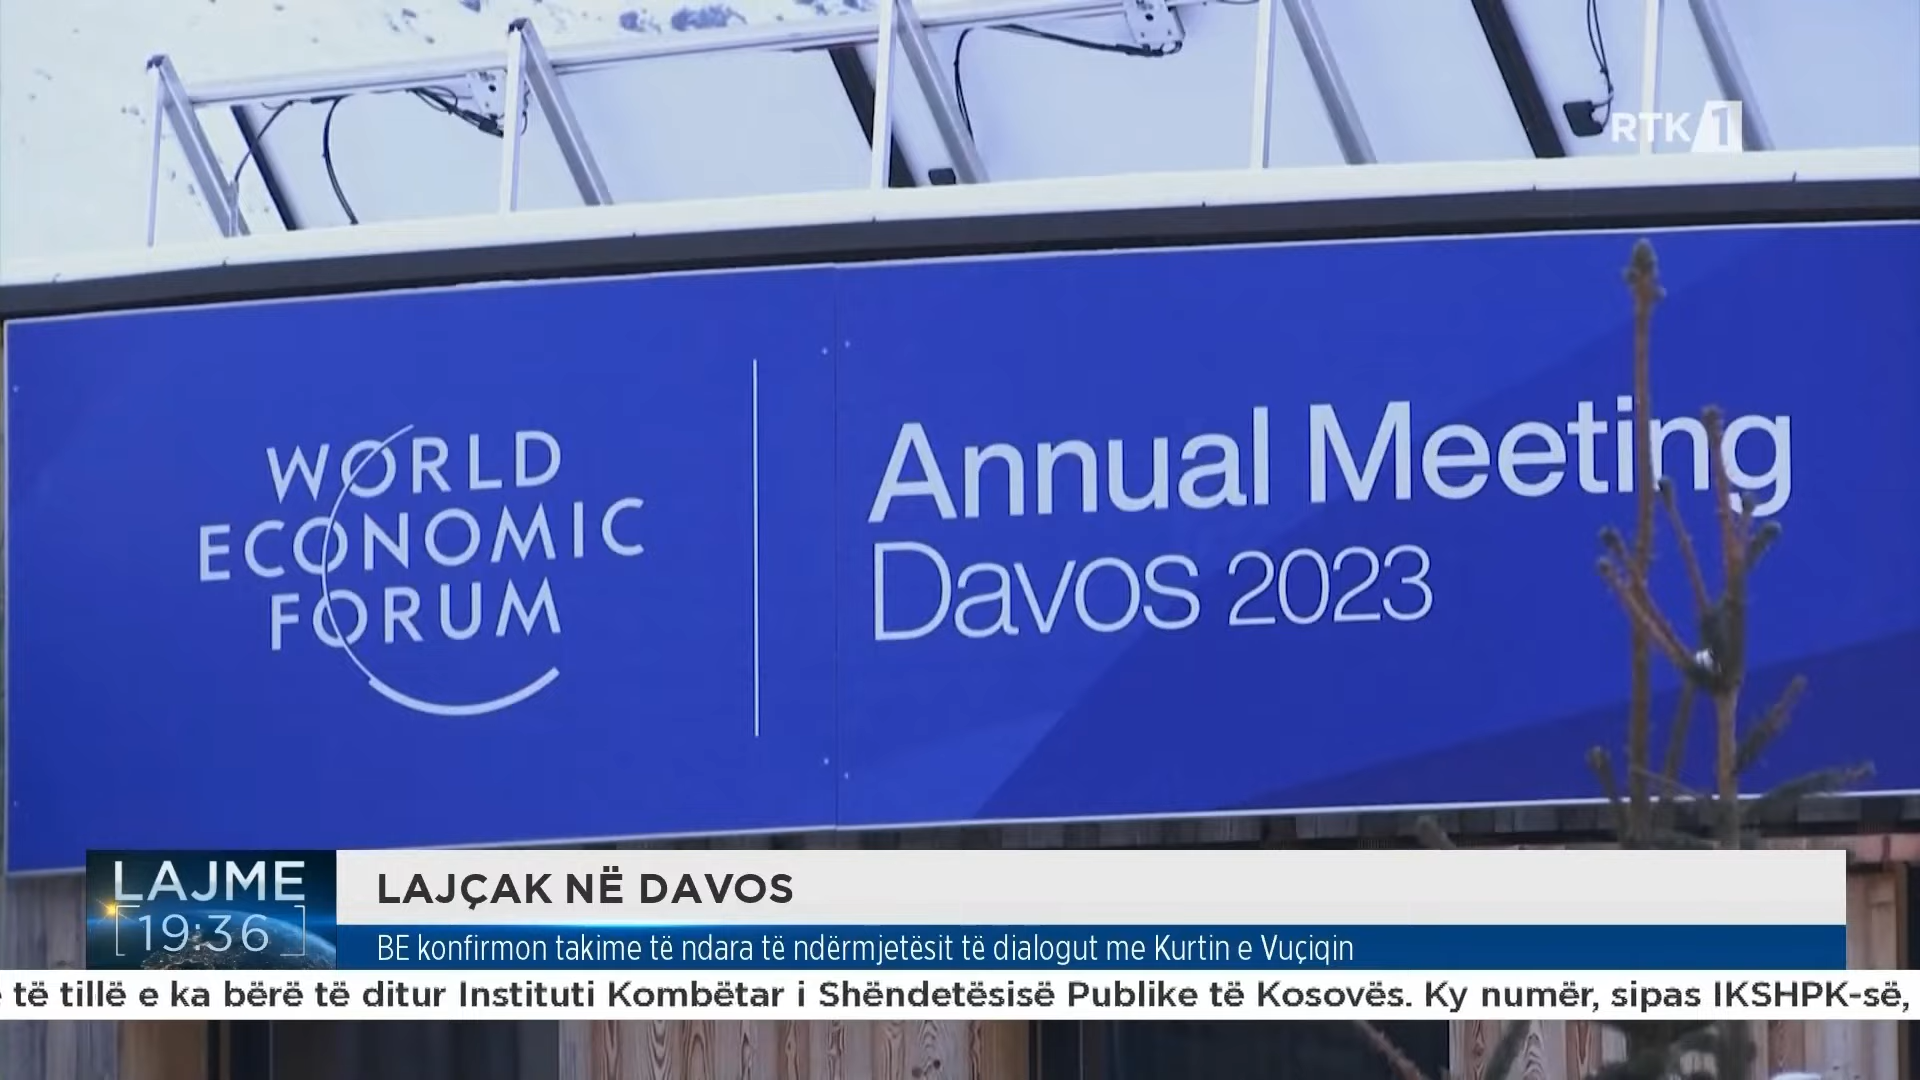 RTK 1
WORLD
ECONOMIC
FORUM
Annual Meeting
Davos 2023
LAJME
19:36
LAJÇAK NË DAVOS
BE konfirmon takime të ndara të ndërmjetësit të dialogut me Kurtin e Vuçiqin
të tillë e ka bërë të ditur Instituti Kombëtar i Shëndetësisë Publike të Kosovës. Ky numër, sipas IKSHPK-së,